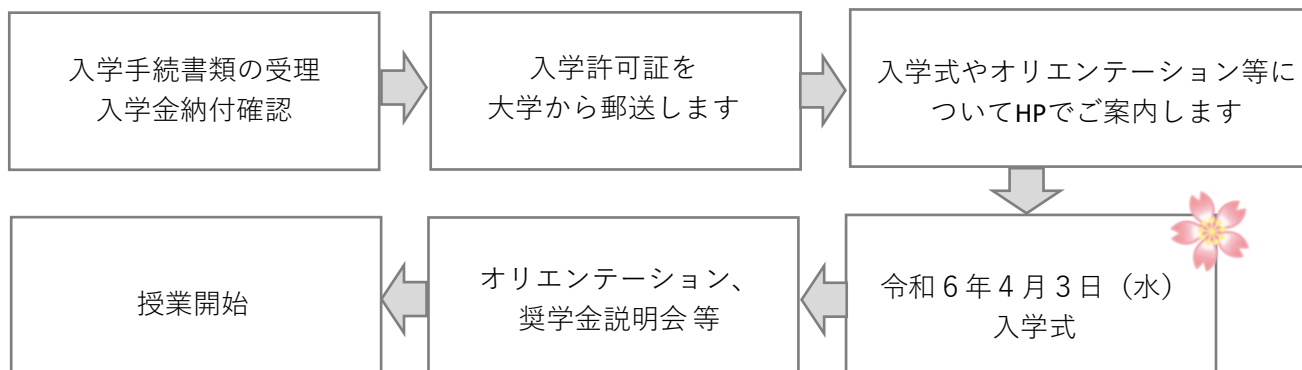 入学手続書類の受理
入学金納付確認
入学許可証を
大学から郵送します
入学式やオリエンテーション等に
ついてHPでご案内します
令和６年４月３日（水）
入学式
オリエンテーション、
奨学金説明会 等
授業開始